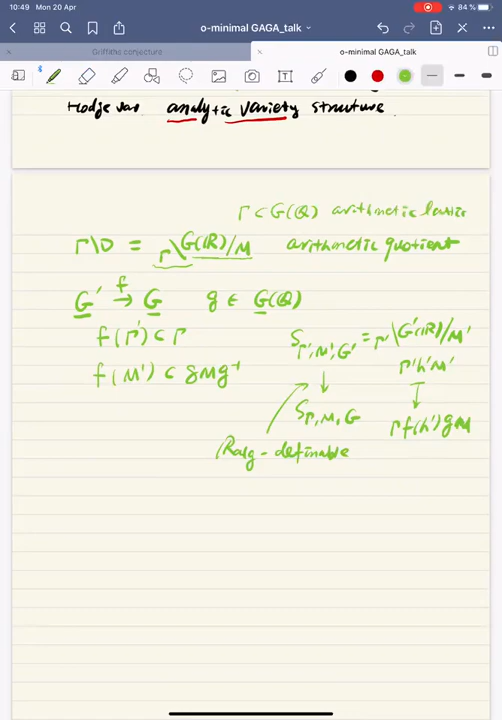 10:49 Mon 20 Apr
84 %
o-minimal GAGA_talk
Griffiths conjecture
o-minimal GAGA_talk
Hodge var analytic variety structure.
Γ ⊂ G(Q) arithmetic lattice
Γ\D = Γ\G(R)/M arithmetic quotient
G' →f G g ∈ G(Q)
f(Γ') ⊂ Γ
f(M') ⊂ gMg⁻¹
S_{Γ',M',G'} = Γ'\G'(R)/M'
Γ'h'M'
↓ ↦
S_{Γ,M,G}
Γf(h')gM
Ralg-definable